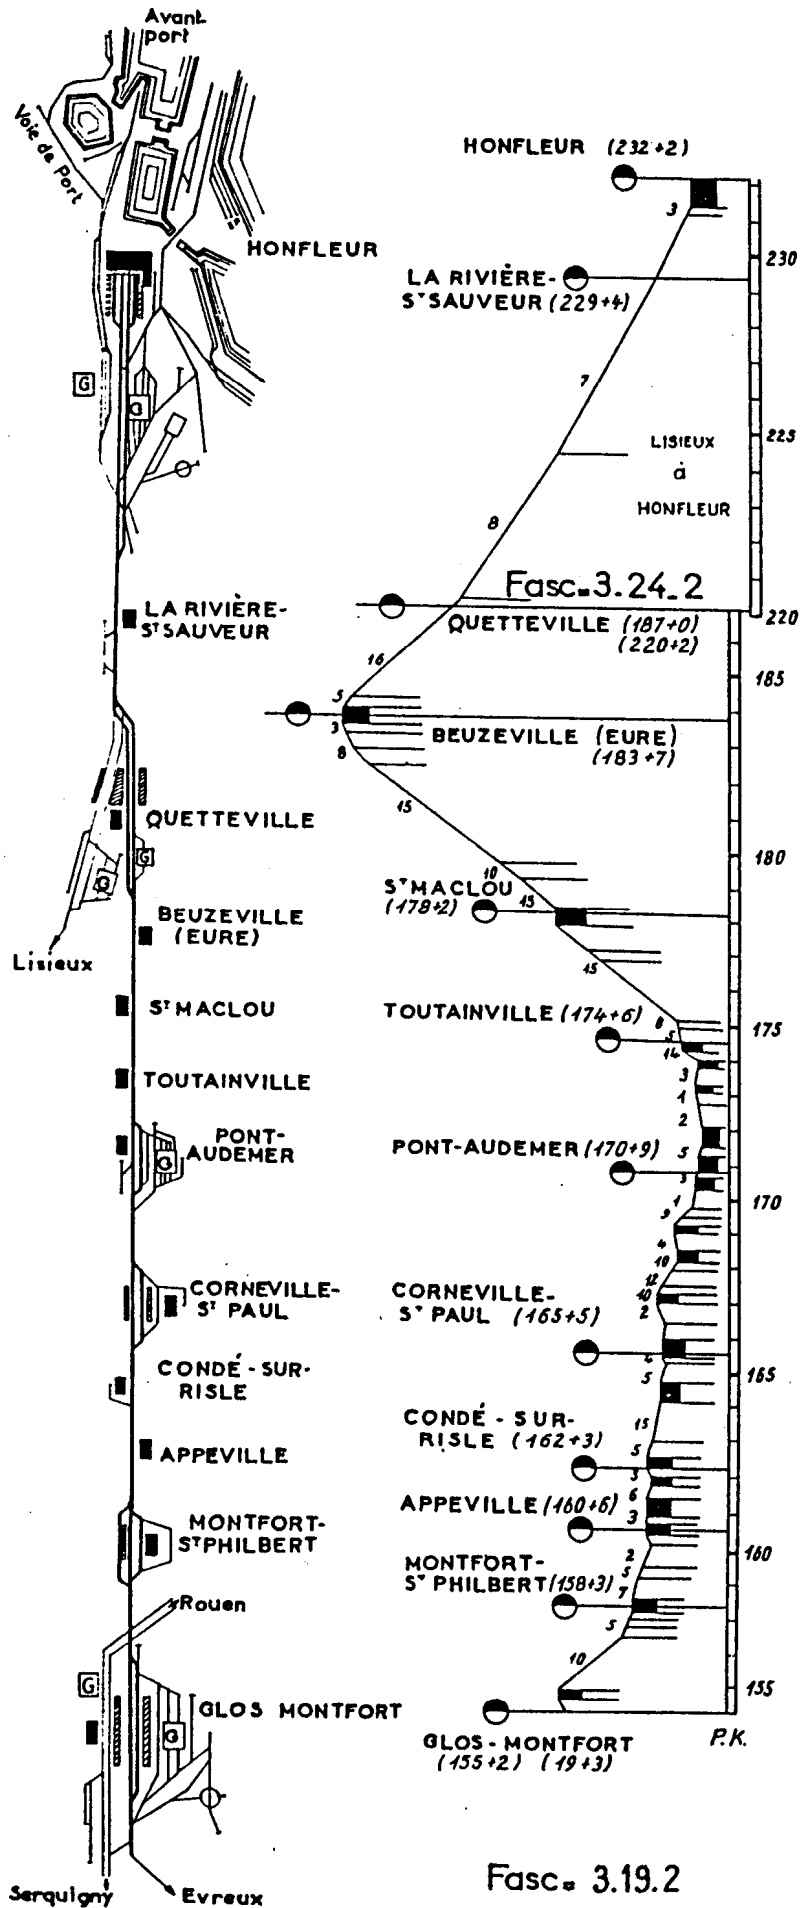 Avant
port
Voie de Port
HONFLEUR
G
G
LA RIVIÈRE-
Sᵀ SAUVEUR
QUETTEVILLE
G
G
BEUZEVILLE
(EURE)
Lisieux
Sᵀ MACLOU
TOUTAINVILLE
PONT-
AUDEMER
G
CORNEVILLE-
Sᵀ PAUL
CONDÉ-SUR-
RISLE
APPEVILLE
MONTFORT-
Sᵀ PHILBERT
Rouen
G
GLOS MONTFORT
G
Serquigny
Evreux
HONFLEUR (232+2)
3
230
LA RIVIÈRE-
Sᵀ SAUVEUR (229+4)
7
225
LISIEUX
à
HONFLEUR
8
Fasc. 3.24.2
220
QUETTEVILLE (187+0)
(220+2)
16
185
5
3
BEUZEVILLE (EURE)
(183+7)
8
15
180
10
Sᵀ MACLOU
(178+2)
15
15
TOUTAINVILLE (174+6)
8
175
5
14
3
1
2
PONT-AUDEMER (170+9)
5
3
1
170
9
4
10
CORNEVILLE-
Sᵀ PAUL (165+5)
12
10
2
4
165
5
CONDÉ-SUR-
RISLE (162+3)
15
5
3
6
APPEVILLE (160+6)
3
160
MONTFORT-
Sᵀ PHILBERT (158+3)
2
5
7
5
10
155
GLOS-MONTFORT
(155+2) (19+3)
P.K.
Fasc. 3.19.2